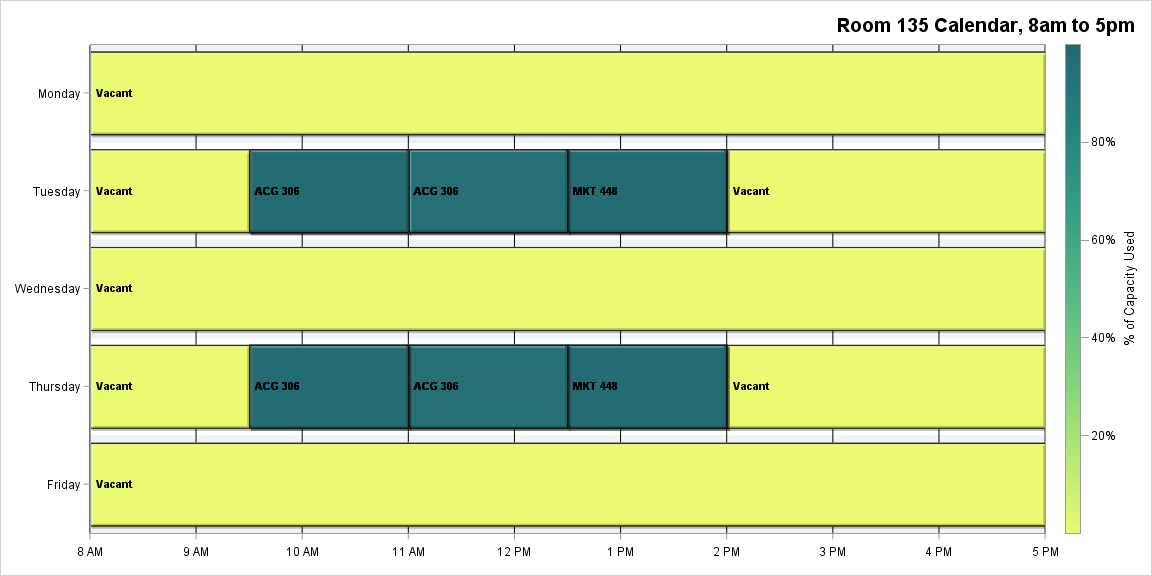 Room 135 Calendar, 8am to 5pm
Monday
Vacant
Tuesday
Vacant ACG 306 ACG 306 MKT 448 Vacant
Wednesday
Vacant
Thursday
Vacant ACG 306 ACG 306 MKT 448 Vacant
Friday
Vacant
8 AM 9 AM 10 AM 11 AM 12 PM 1 PM 2 PM 3 PM 4 PM 5 PM
80%
60%
40%
20%
% of Capacity Used